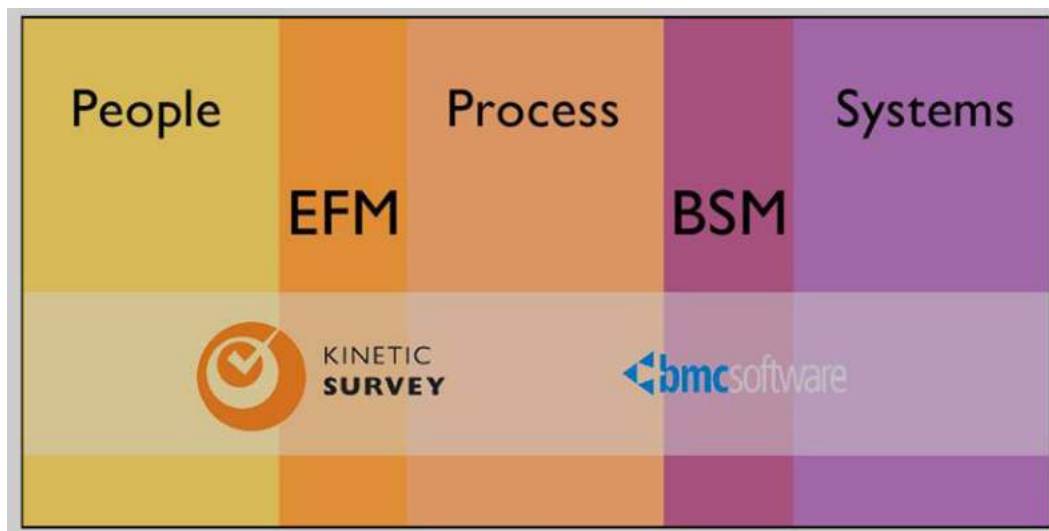 People
Process
Systems
EFM
BSM
KINETIC
SURVEY
bmcsoftware